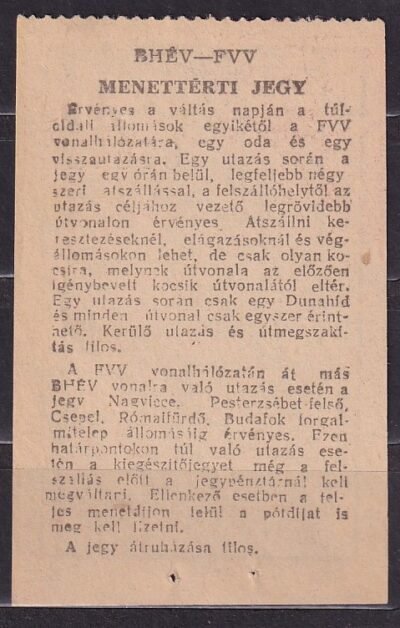 BHÉV—FVV
MENETTÉRTI JEGY
Érvényes a váltás napján a túl-
oldali állomások egyikétől a FVV
vonalhálózatára, egy oda és egy
visszautazásra. Egy utazás során a
jegy egy órán belül, legfeljebb négy
szeri átszállással, a felszállóhelytől az
utazás céljához vezető legrövidebb
útvonalon érvényes. Átszállni ke-
resztezéseknél, elágazásoknál és vég-
állomásokon lehet, de csak olyan ko-
csira, melynek útvonala az előzően
igénybevett kocsik útvonalától eltér.
Egy utazás során csak egy Dunahíd
és minden útvonal csak egyszer érint-
hető. Kerülő utazás és útmegszakí-
tás tilos.
A FVV vonalhálózatán át más
BHÉV vonalra való utazás esetén a
jegy Nagyicce, Pesterzsébet-felső,
Csepel, Rómaifürdő, Budafok forgal-
mitelep állomásáig érvényes. Ezen
határpontokon túl való utazás ese-
tén a kiegészítőjegyet még a fel-
szállás előtt a jegypénztárnál kell
megváltani. Ellenkező esetben a tel-
jes menetdíjon felül a pótdíjat is
meg kell fizetni.
A jegy átruházása tilos.